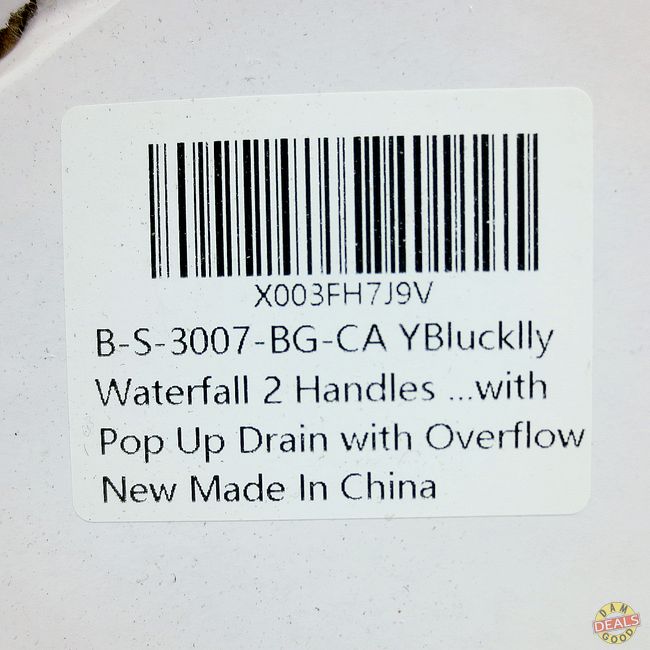 X003FH7J9V
B-S-3007-BG-CA YBlucklly
Waterfall 2 Handles ...with
Pop Up Drain with Overflow
New Made In China
DAM
DEALS
GOOD